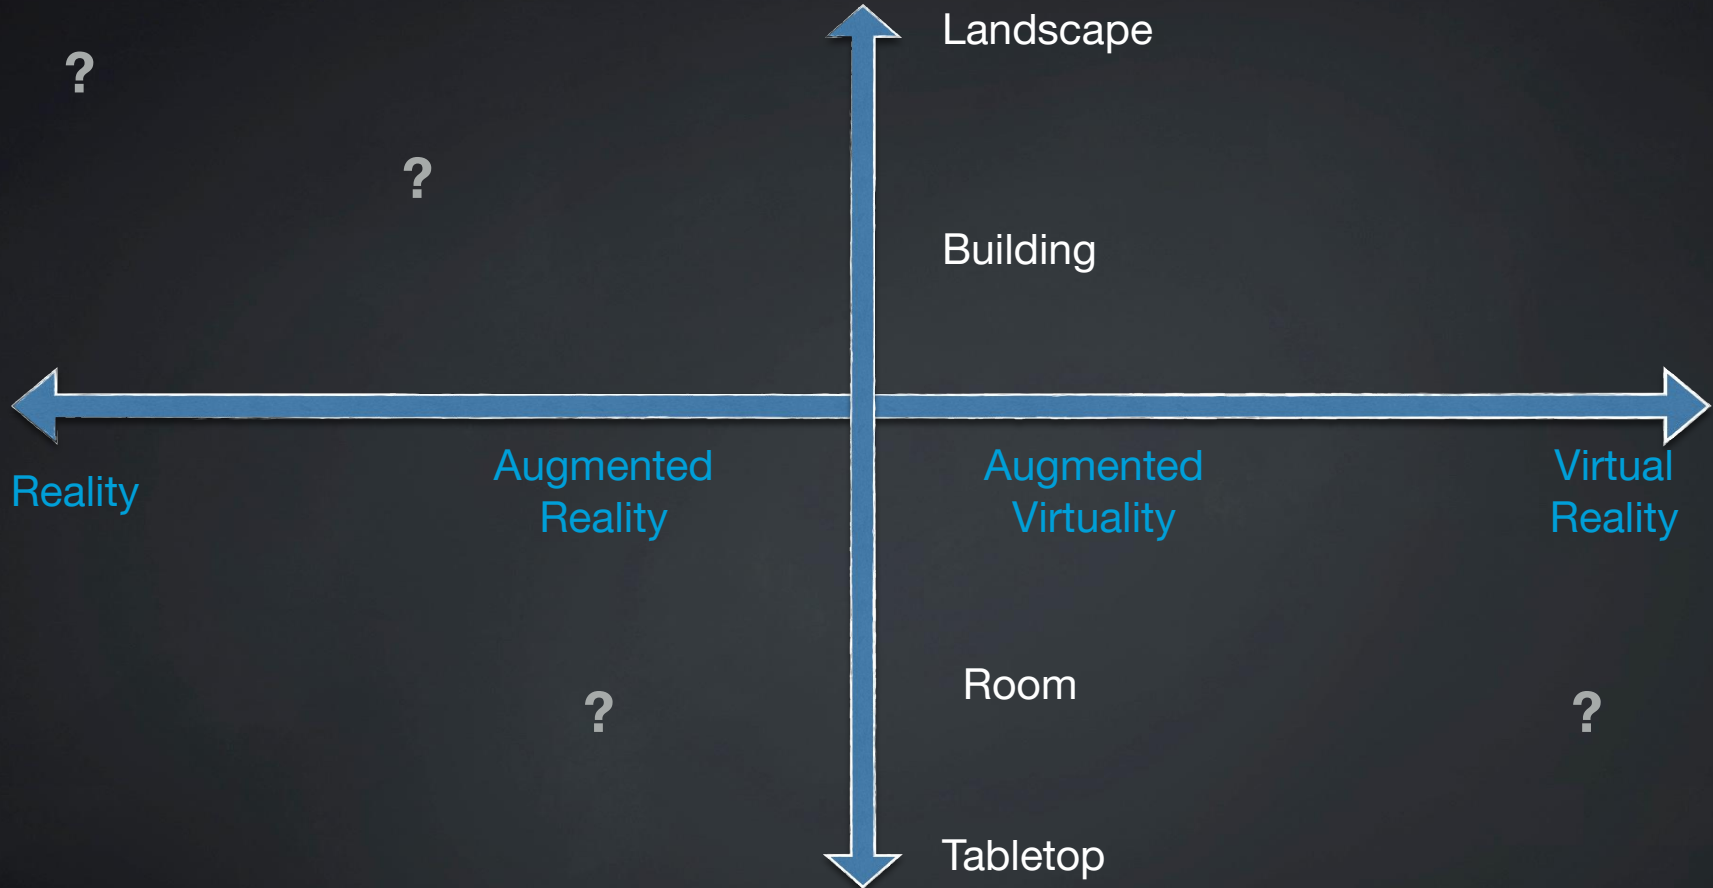 Landscape
?
?
Building
Reality
Augmented
Reality
Augmented
Virtuality
Virtual
Reality
Room
?
?
Tabletop